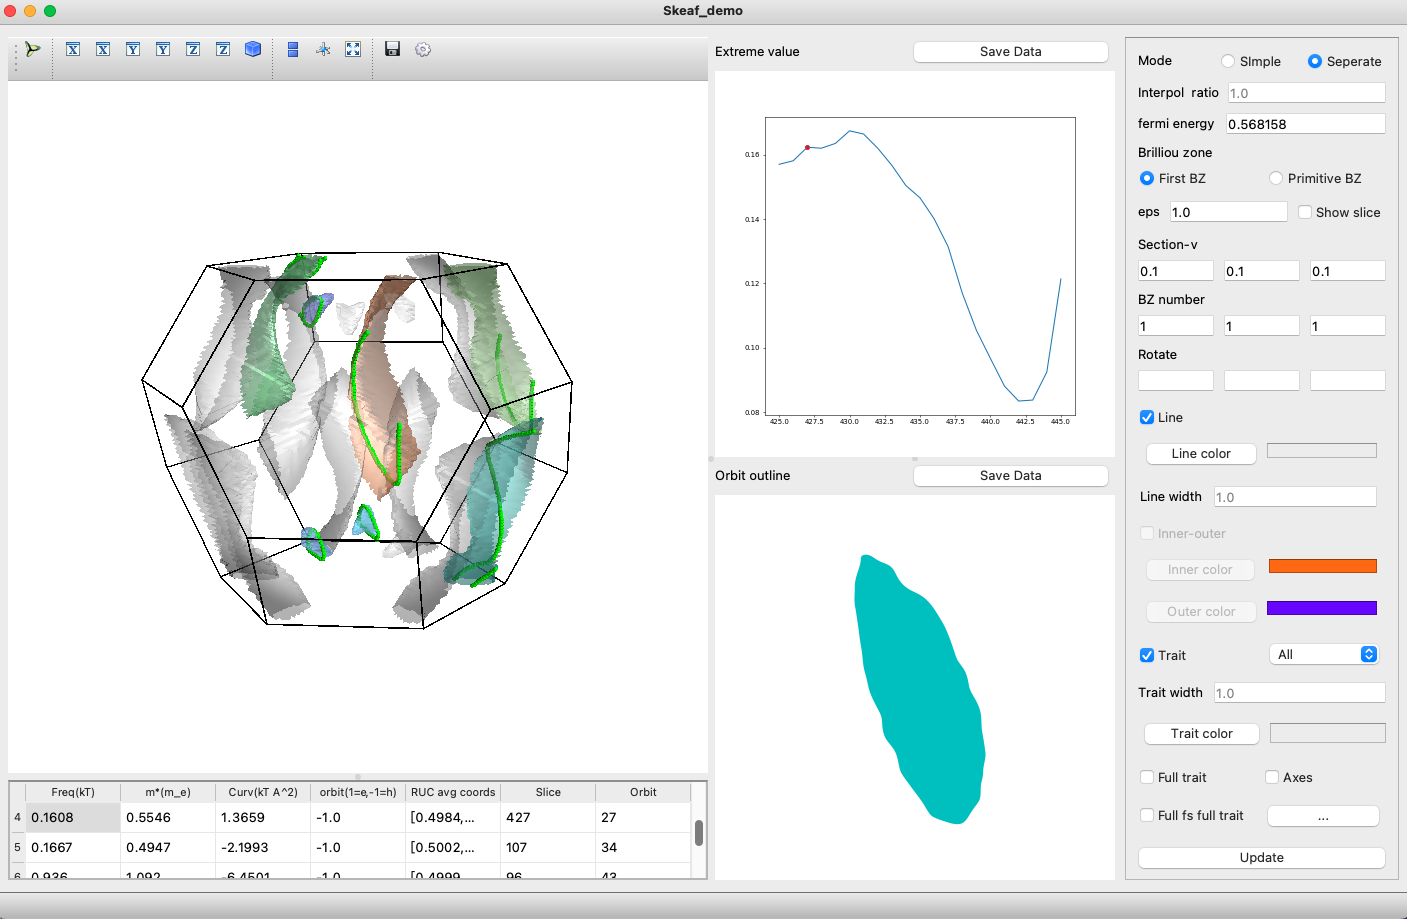 Skeaf_demo
X X Y Y Z Z
Extreme value
Save Data
0.16
0.14
0.12
0.10
0.08
425.0 427.5 430.0 432.5 435.0 437.5 440.0 442.5 445.0
Orbit outline
Save Data
Freq(kT) m*(m_e) Curv(kT A^2) orbit(1=e,-1=h) RUC avg coords Slice Orbit
4 0.1608 0.5546 1.3659 -1.0 [0.4984,... 427 27
5 0.1667 0.4947 -2.1993 -1.0 [0.5002,... 107 34
6 0.936 1.092 -6.4501 -1.0 [0.4999 96 43
Mode SImple Seperate
Interpol ratio 1.0
fermi energy 0.568158
Brilliou zone
First BZ Primitive BZ
eps 1.0 Show slice
Section-v
0.1 0.1 0.1
BZ number
1 1 1
Rotate
Line
Line color
Line width 1.0
Inner-outer
Inner color
Outer color
Trait All
Trait width 1.0
Trait color
Full trait Axes
Full fs full trait ...
Update